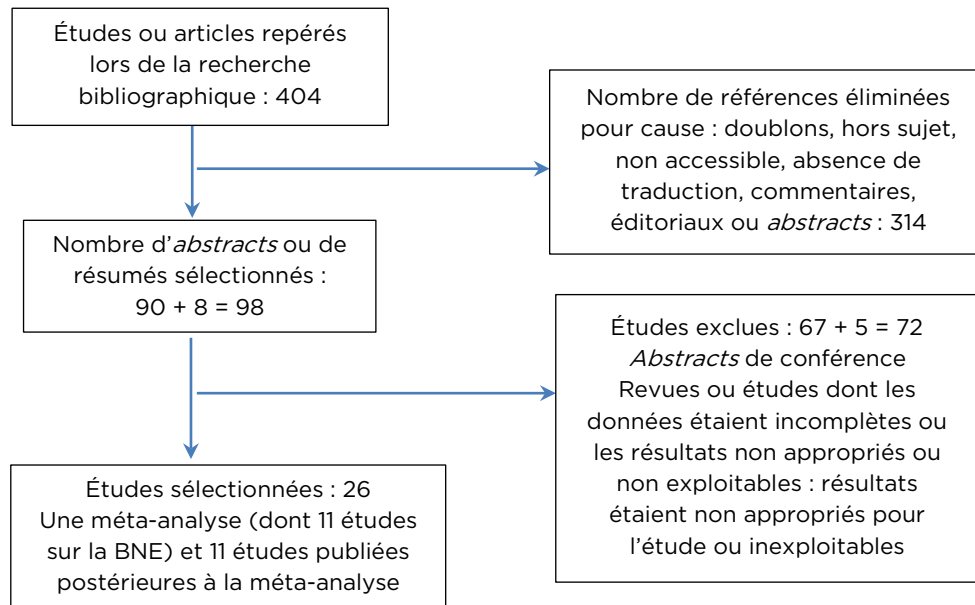 Études ou articles repérés
lors de la recherche
bibliographique : 404
Nombre de références éliminées
pour cause : doublons, hors sujet,
non accessible, absence de
traduction, commentaires,
éditoriaux ou abstracts : 314
Nombre d’abstracts ou de
résumés sélectionnés :
90 + 8 = 98
Études exclues : 67 + 5 = 72
Abstracts de conférence
Revues ou études dont les
données étaient incomplètes ou
les résultats non appropriés ou
non exploitables : résultats
étaient non appropriés pour
l’étude ou inexploitables
Études sélectionnées : 26
Une méta-analyse (dont 11 études
sur la BNE) et 11 études publiées
postérieures à la méta-analyse